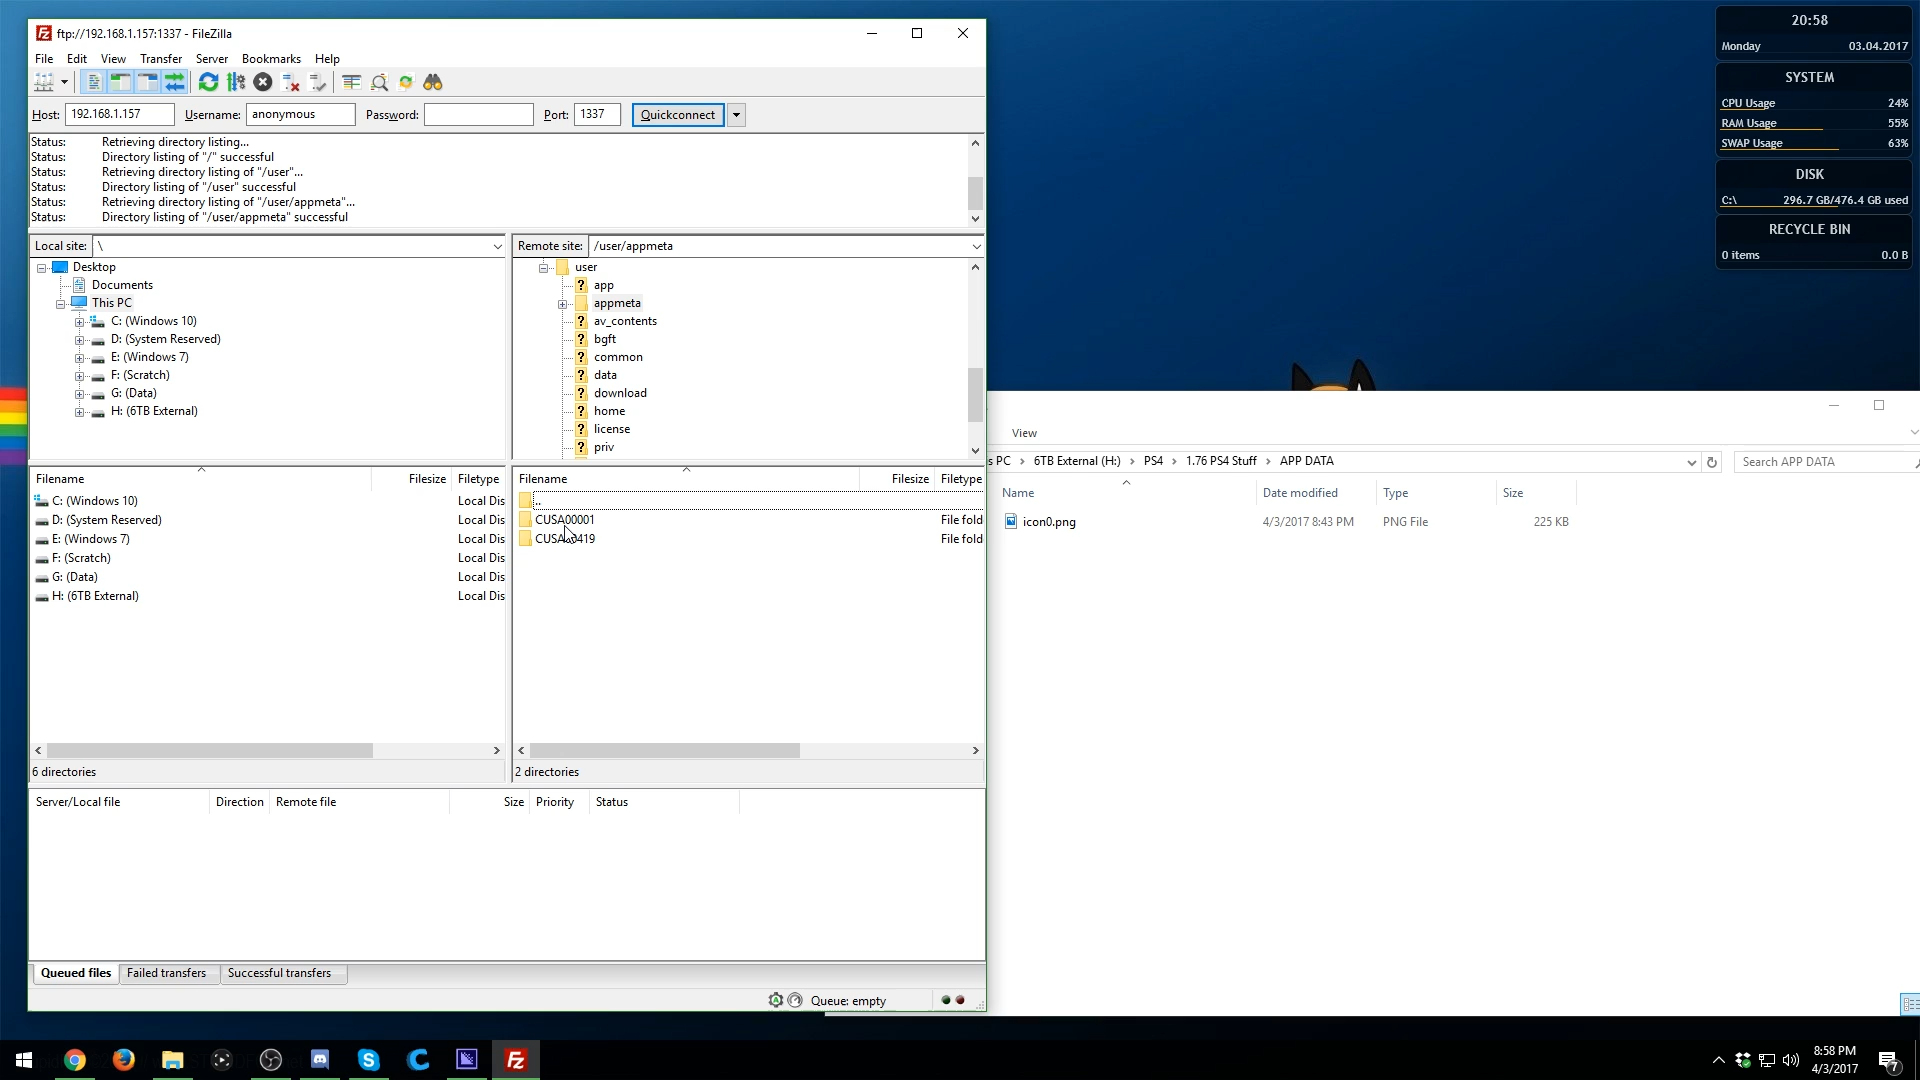 ftp://192.168.1.157:1337 - FileZilla
File Edit View Transfer Server Bookmarks Help
Host: 192.168.1.157 Username: anonymous Password: Port: 1337 Quickconnect
Status: Retrieving directory listing...
Status: Directory listing of "/" successful
Status: Retrieving directory listing of "/user"...
Status: Directory listing of "/user" successful
Status: Retrieving directory listing of "/user/appmeta"...
Status: Directory listing of "/user/appmeta" successful
Local site: \
Desktop
Documents
This PC
C: (Windows 10)
D: (System Reserved)
E: (Windows 7)
F: (Scratch)
G: (Data)
H: (6TB External)
Remote site: /user/appmeta
user
app
appmeta
av_contents
bgft
common
data
download
home
license
priv
Filename Filesize Filetype
C: (Windows 10) Local Dis
D: (System Reserved) Local Dis
E: (Windows 7) Local Dis
F: (Scratch) Local Dis
G: (Data) Local Dis
H: (6TB External) Local Dis
6 directories
Filename Filesize Filetype
..
CUSA00001 File fold
CUSA00419 File fold
2 directories
Server/Local file Direction Remote file Size Priority Status
Queued files Failed transfers Successful transfers
Queue: empty
20:58
Monday 03.04.2017
SYSTEM
CPU Usage 24%
RAM Usage 55%
SWAP Usage 63%
DISK
C:\ 296.7 GB/476.4 GB used
RECYCLE BIN
0 items 0.0 B
View
s PC › 6TB External (H:) › PS4 › 1.76 PS4 Stuff › APP DATA Search APP DATA
Name Date modified Type Size
icon0.png 4/3/2017 8:43 PM PNG File 225 KB
8:58 PM
4/3/2017
7